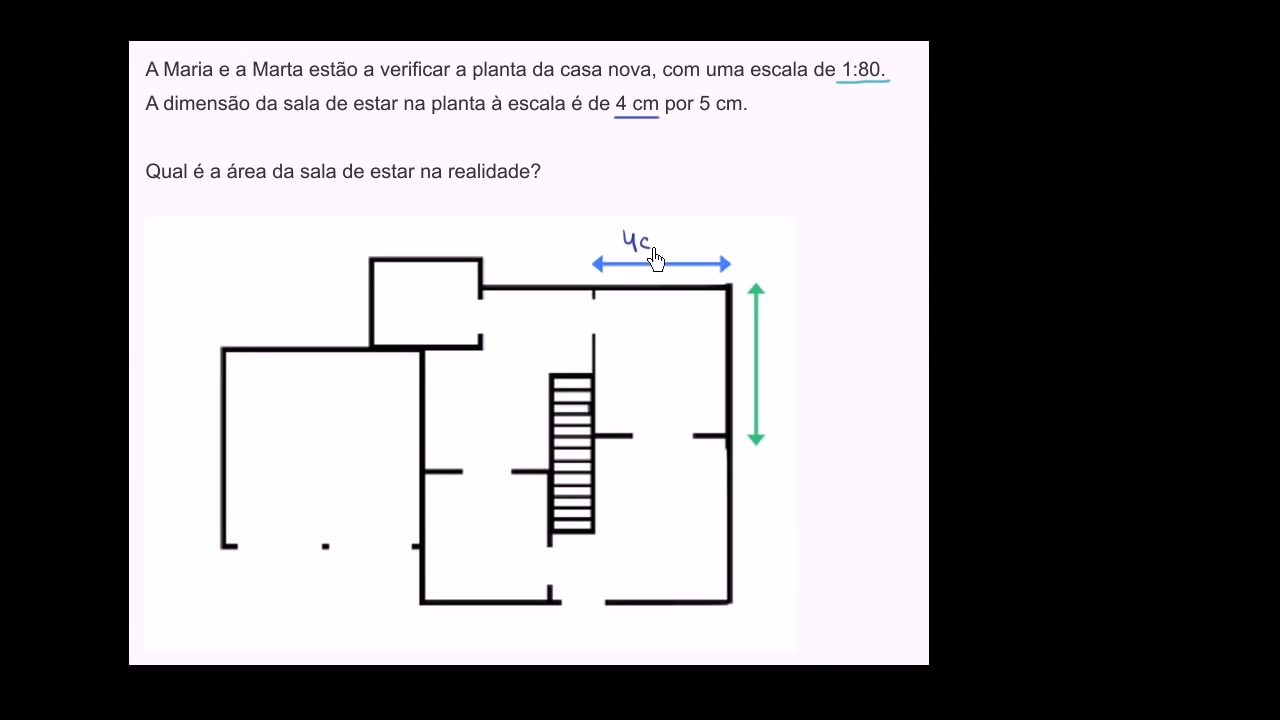 A Maria e a Marta estão a verificar a planta da casa nova, com uma escala de 1:80.
A dimensão da sala de estar na planta à escala é de 4 cm por 5 cm.
Qual é a área da sala de estar na realidade?
4c